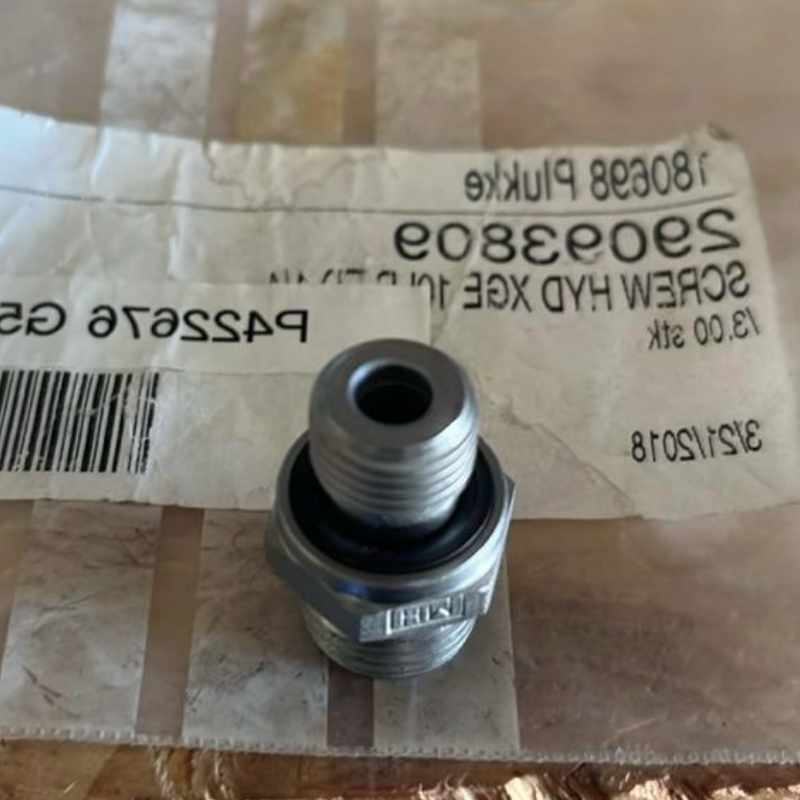 180698 Plukke
29093809
SCREW HYD XGE
/3.00 stk
P422676 G5
3/21/2018